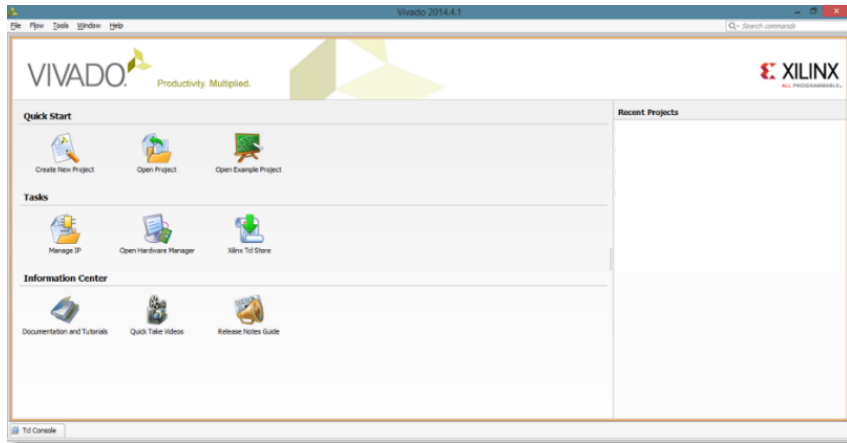 Vivado 2014.4.1
File Flow Tools Window Help
Search commands
VIVADO. Productivity. Multiplied.
XILINX
ALL PROGRAMMABLE.
Quick Start
Create New Project Open Project Open Example Project
Tasks
Manage IP Open Hardware Manager Xilinx Tcl Store
Information Center
Documentation and Tutorials Quick Take Videos Release Notes Guide
Recent Projects
Tcl Console